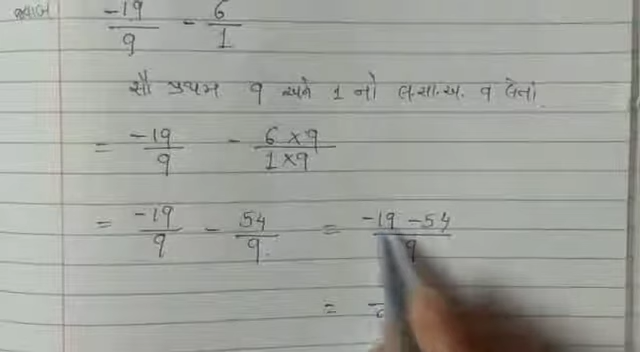 જવાબ
-19/9 - 6/1
સૌ પ્રથમ 9 અને 1 નો લ.સા.અ. 9 લેતાં
= -19/9 - 6×9/1×9
= -19/9 - 54/9 = -19-54/9
=